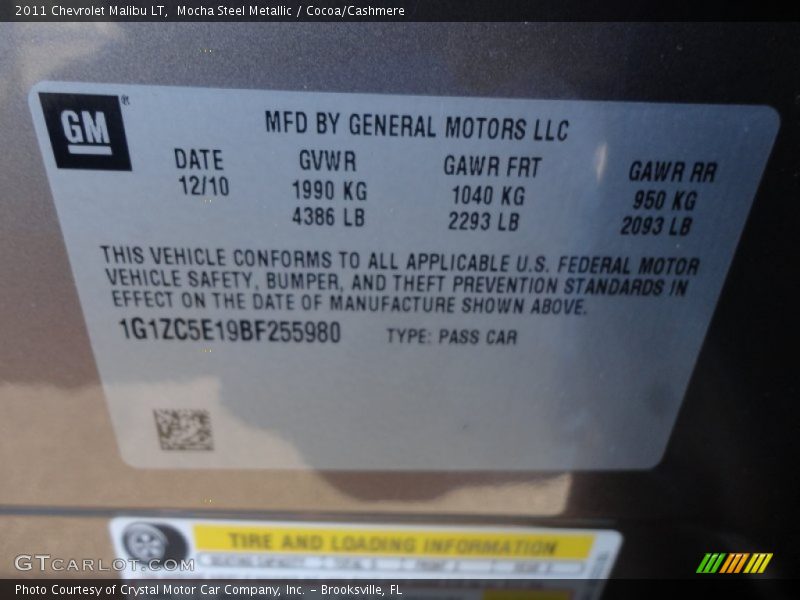 2011 Chevrolet Malibu LT, Mocha Steel Metallic / Cocoa/Cashmere
GM
MFD BY GENERAL MOTORS LLC
DATE GVWR GAWR FRT GAWR RR
12/10 1990 KG 1040 KG 950 KG
4386 LB 2293 LB 2093 LB
THIS VEHICLE CONFORMS TO ALL APPLICABLE U.S. FEDERAL MOTOR
VEHICLE SAFETY, BUMPER, AND THEFT PREVENTION STANDARDS IN
EFFECT ON THE DATE OF MANUFACTURE SHOWN ABOVE.
1G1ZC5E19BF255980 TYPE: PASS CAR
TIRE AND LOADING INFORMATION
GTCARLOT.COM
Photo Courtesy of Crystal Motor Car Company, Inc. – Brooksville, FL